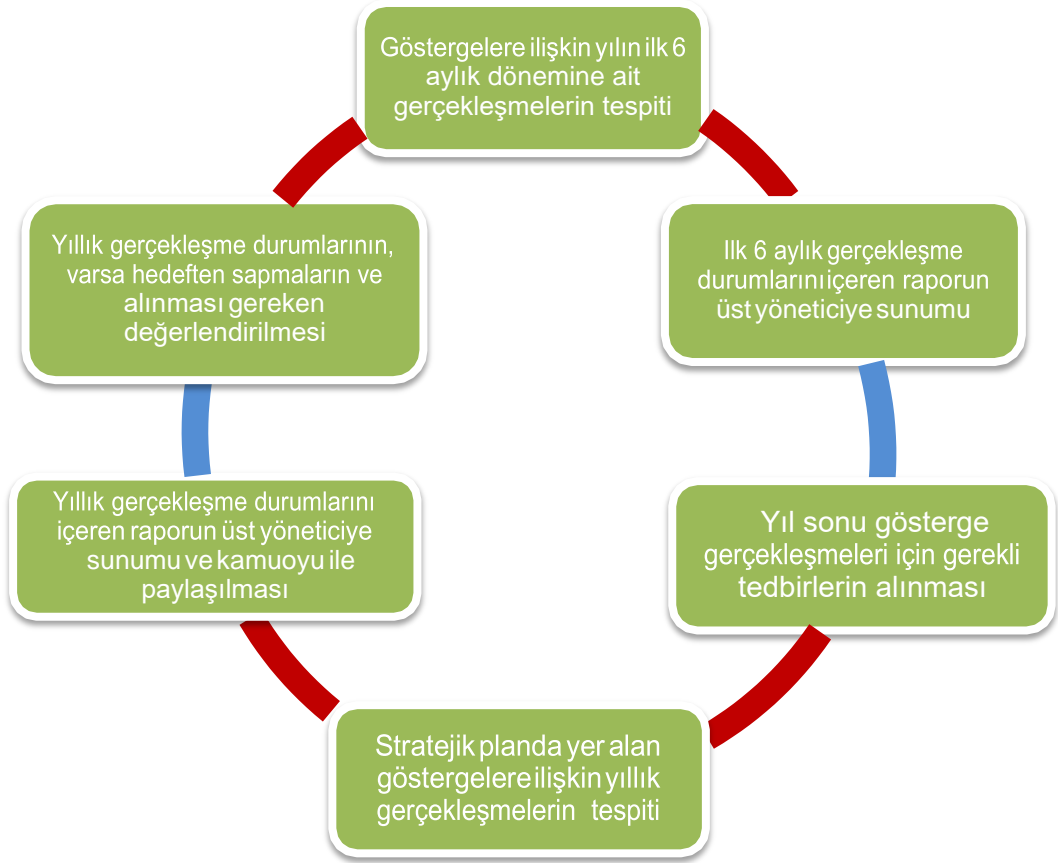 Göstergelere ilişkin yılın ilk 6
aylık dönemine ait
gerçekleşmelerin tespiti
Ilk 6 aylık gerçekleşme
durumlarını içeren raporun
üst yöneticiye sunumu
Yıl sonu gösterge
gerçekleşmeleri için gerekli
tedbirlerin alınması
Stratejik planda yer alan
göstergelere ilişkin yıllık
gerçekleşmelerin tespiti
Yıllık gerçekleşme durumlarını
içeren raporun üst yöneticiye
sunumu ve kamuoyu ile
paylaşılması
Yıllık gerçekleşme durumlarının,
varsa hedeften sapmaların ve
alınması gereken
değerlendirilmesi